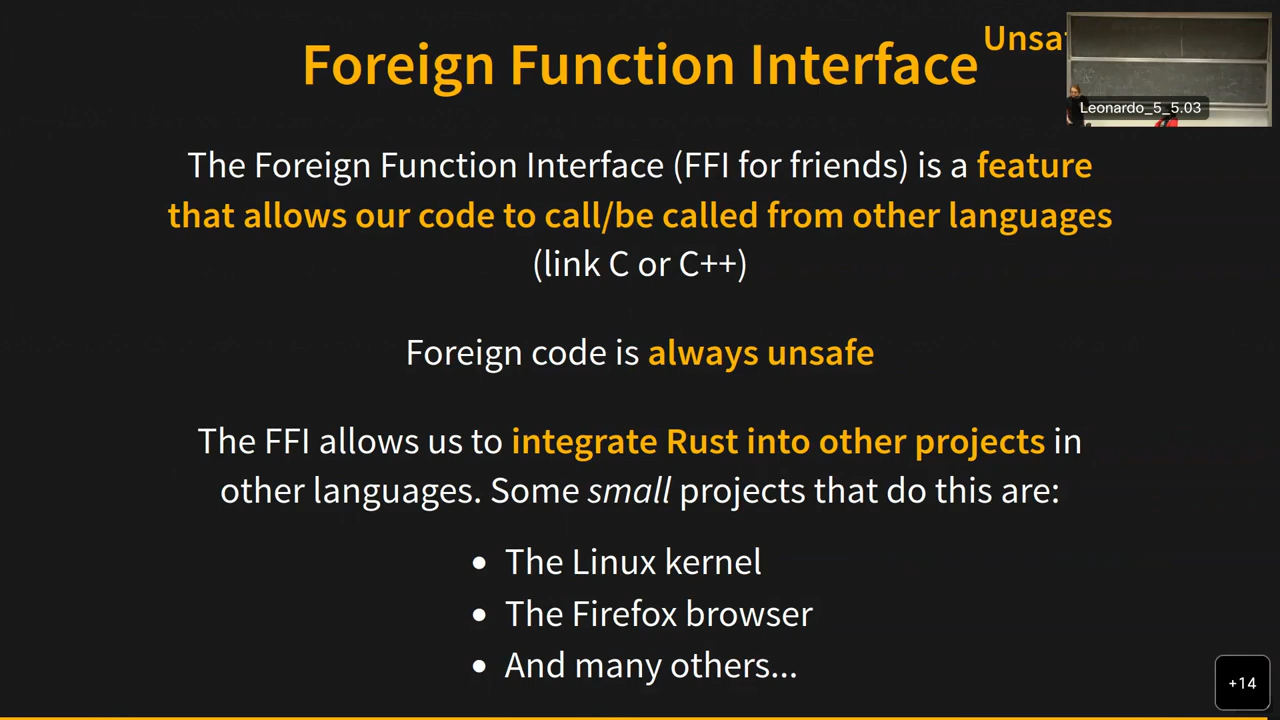 Foreign Function Interface
Leonardo_5_5.03
The Foreign Function Interface (FFI for friends) is a feature
that allows our code to call/be called from other languages
(link C or C++)
Foreign code is always unsafe
The FFI allows us to integrate Rust into other projects in
other languages. Some small projects that do this are:
• The Linux kernel
• The Firefox browser
• And many others...
+14